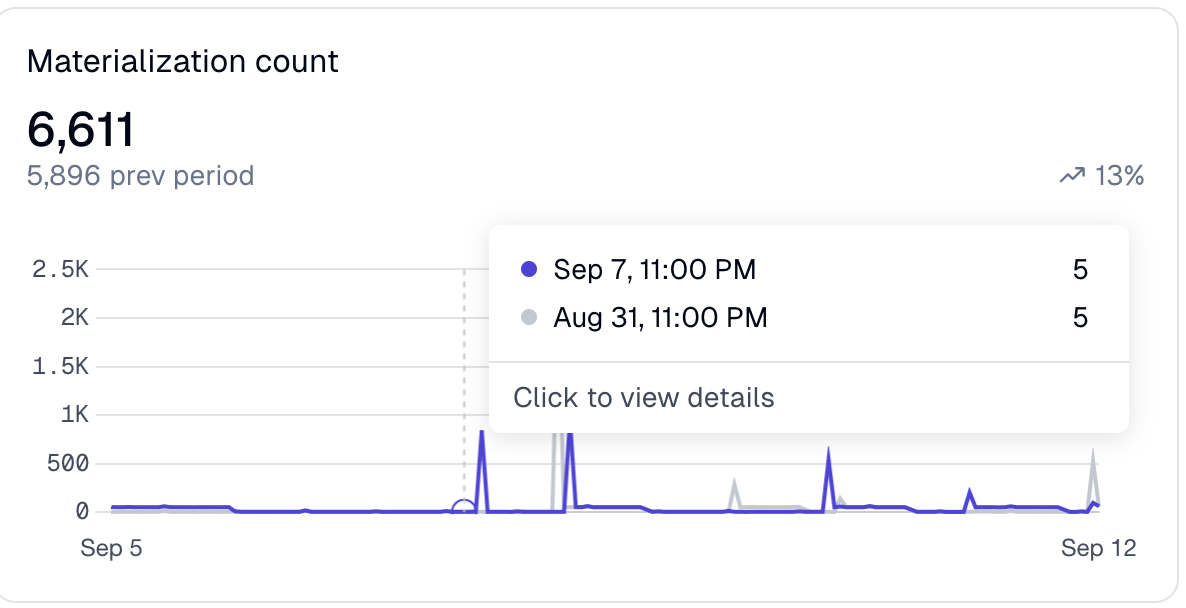 Materialization count
6,611
5,896 prev period
13%
2.5K
2K
1.5K
1K
500
0
Sep 7, 11:00 PM 5
Aug 31, 11:00 PM 5
Click to view details
Sep 5
Sep 12